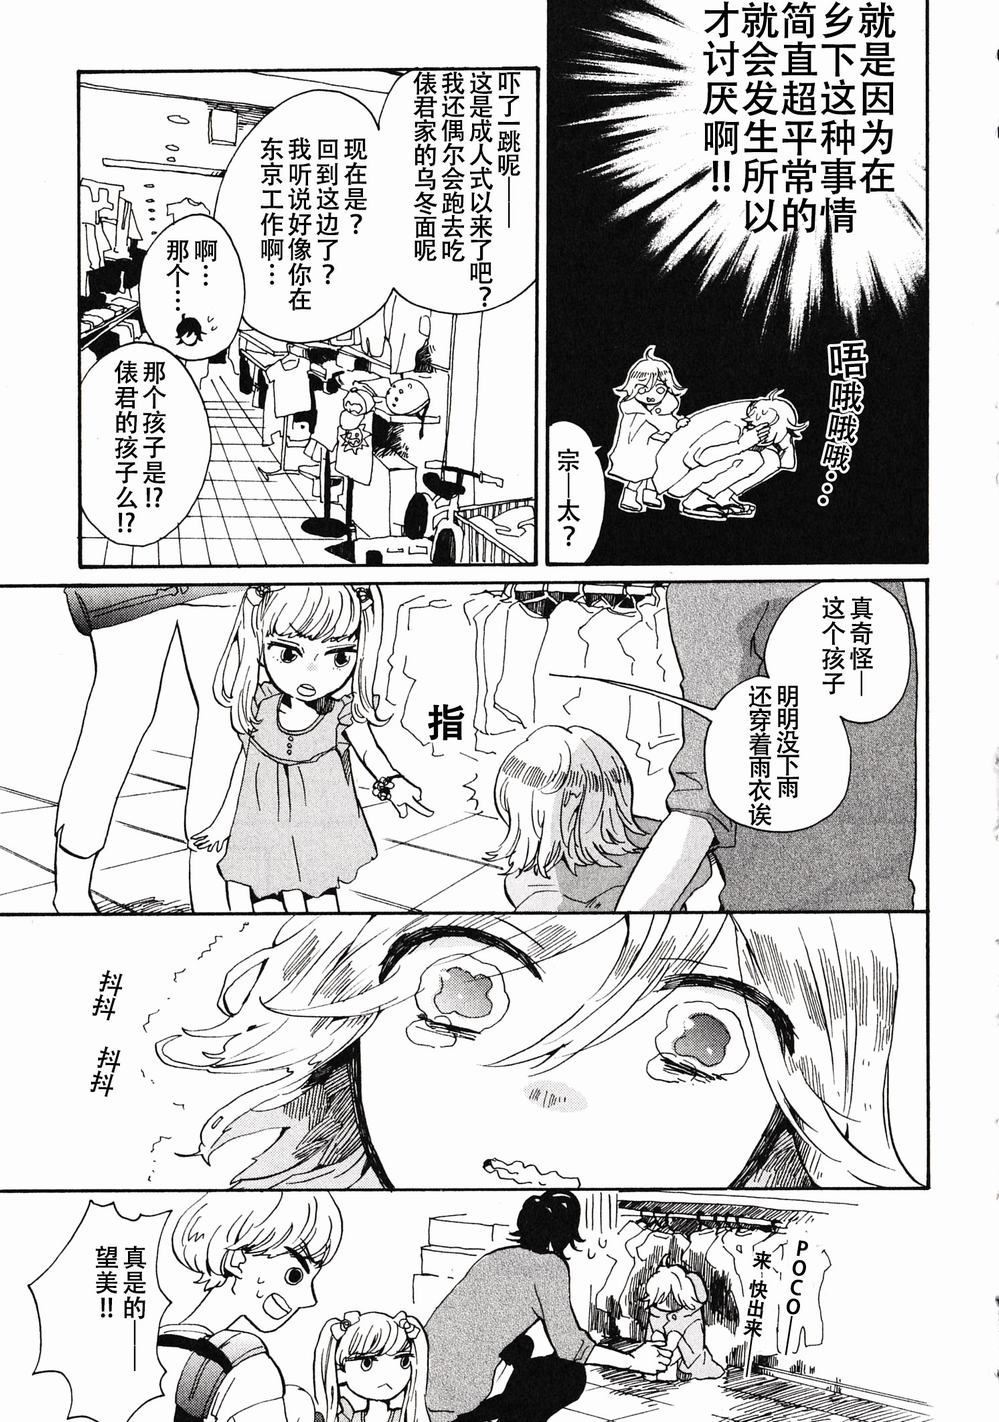 就是因为在
乡下这种事情
简直超平常的
就会发生所以
才讨厌啊!!
唔哦哦哦…
宗—太?
吓了一跳呢—
这是成人式以来了吧?
我还偶尔会跑去吃
俵君家的乌冬面呢
现在是?
回到这边了?
我听说好像你在
东京工作啊…
啊…
那个…
那个孩子是!?
俵君的孩子么!?
真奇怪—
这个孩子
明明没下雨
还穿着雨衣诶
指
抖抖
抖抖
POCO—
来 快出来
真是的—
望美!!